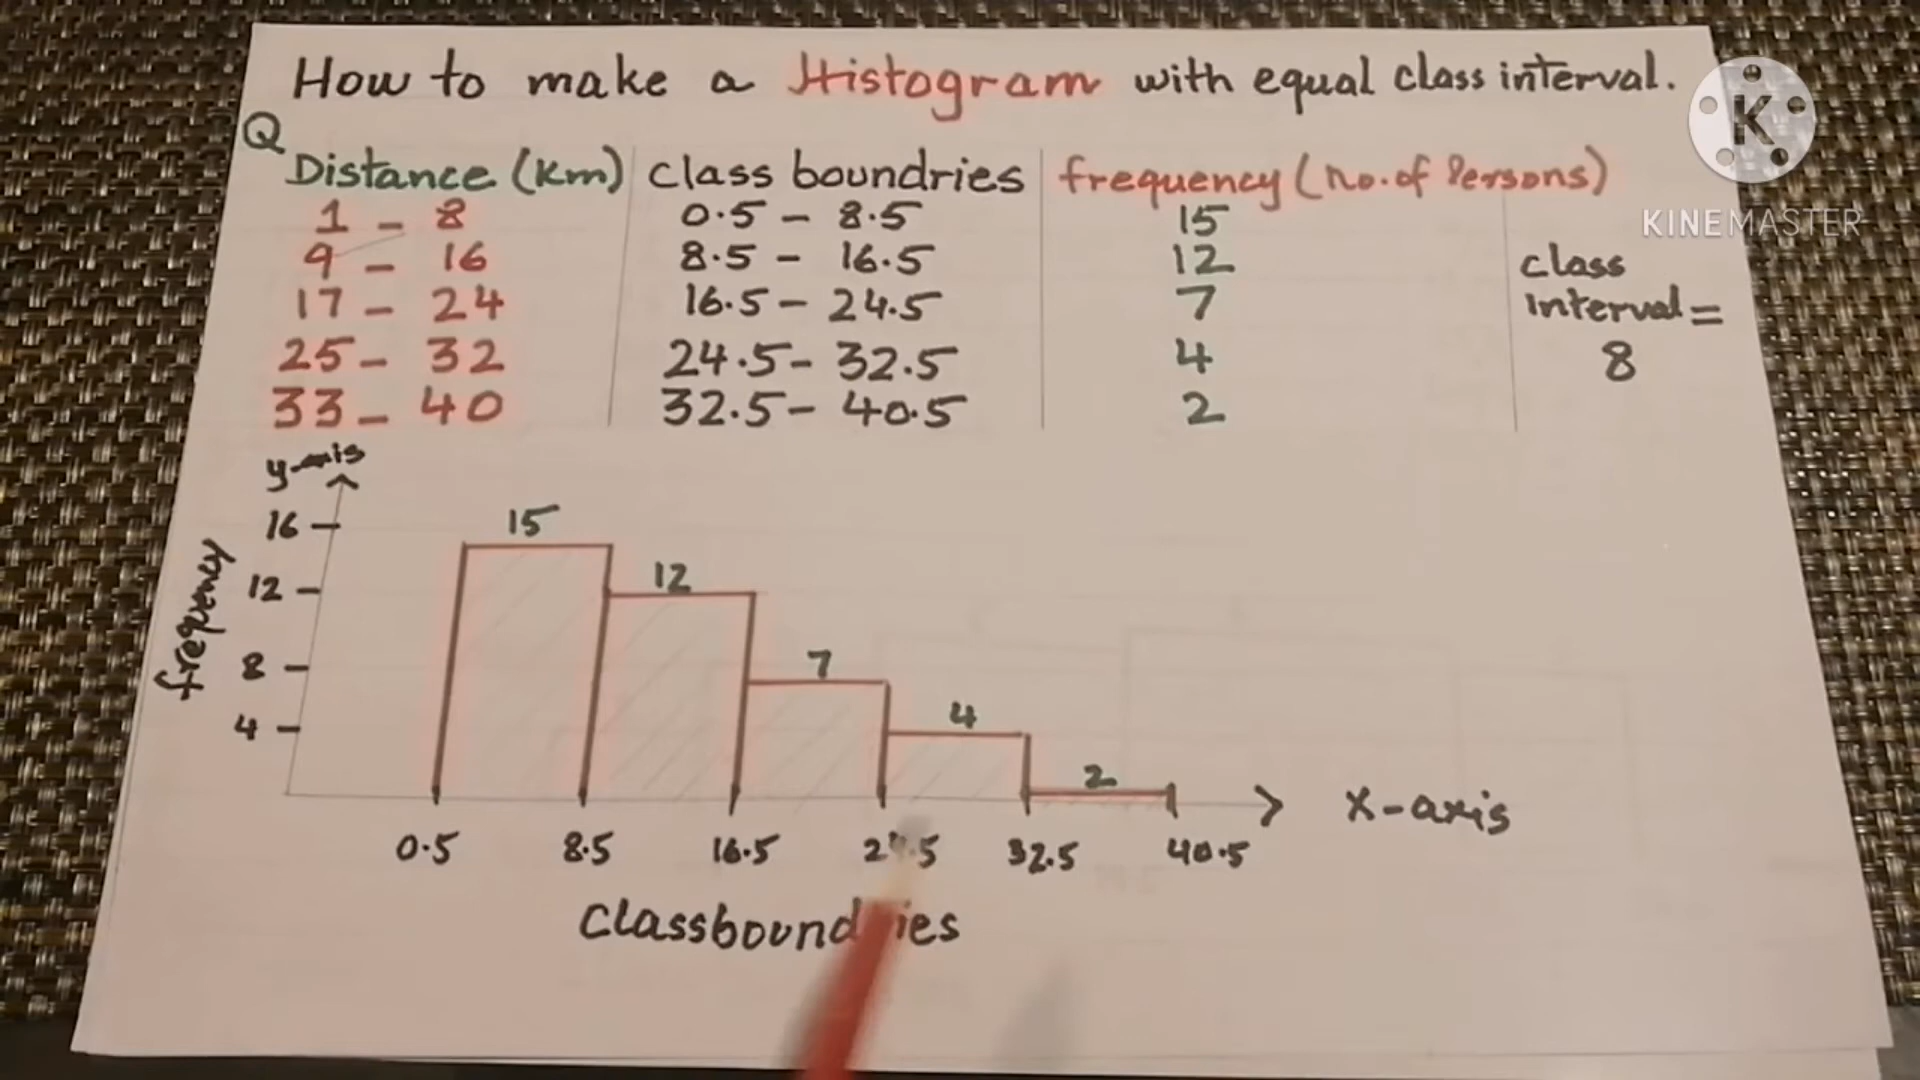 How to make a Histogram with equal class interval.
Q
Distance (Km) class boundries frequency (no. of Persons)
1 - 8 0.5 - 8.5 15
9 - 16 8.5 - 16.5 12
17 - 24 16.5 - 24.5 7
25 - 32 24.5 - 32.5 4
33 - 40 32.5 - 40.5 2
class
interval =
8
K
KINEMASTER
y-axis
16
12
8
4
frequency
15
12
7
4
2
x-axis
0.5 8.5 16.5 32.5 40.5